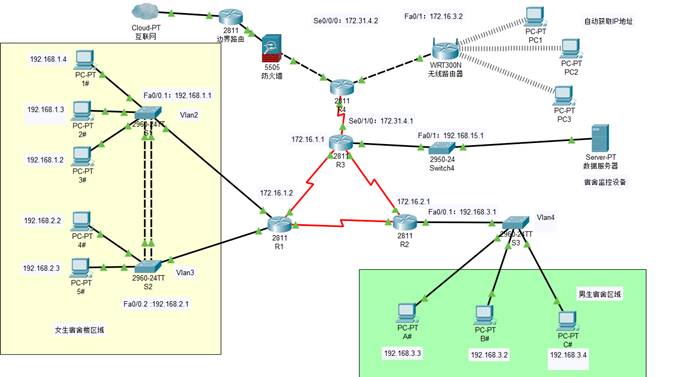 Cloud-PT
互联网
2811
边界路由
5505
防火墙
Se0/0/0： 172.31.4.2
Fa0/1：172.16.3.2
WRT300N
无线路由器
自动获取IP地址
PC-PT
PC1
PC-PT
PC2
PC-PT
PC3
2811
R4
Se0/1/0：172.31.4.1
172.16.1.1
2811
R3
Fa0/1：192.168.15.1
2950-24
Switch4
Server-PT
数据服务器
宿舍监控设备
192.168.1.4
PC-PT
1#
Fa0/0.1：192.168.1.1
192.168.1.3
PC-PT
2#
2960-24TT
S1
Vlan2
192.168.1.2
PC-PT
3#
172.16.1.2
2811
R1
172.16.2.1
Fa0/0.1：192.168.3.1
2811
R2
Vlan4
2960-24TT
S3
192.168.2.2
PC-PT
4#
192.168.2.3
PC-PT
5#
2960-24TT
S2
Vlan3
Fa0/0.2 :192.168.2.1
女生宿舍楼区域
男生宿舍区域
PC-PT
A#
PC-PT
B#
PC-PT
C#
192.168.3.3
192.168.3.2
192.168.3.4